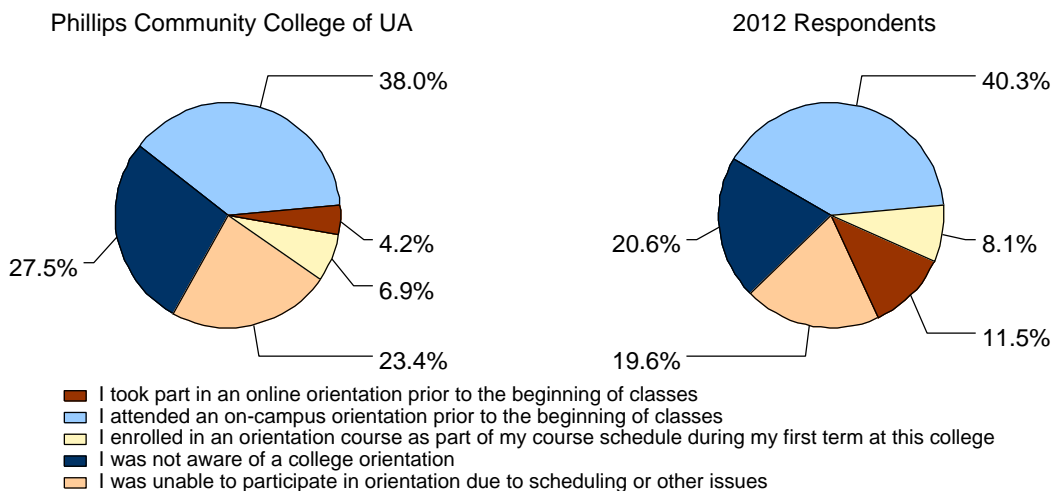 Phillips Community College of UA
38.0%
4.2%
6.9%
23.4%
27.5%
2012 Respondents
40.3%
8.1%
11.5%
19.6%
20.6%
I took part in an online orientation prior to the beginning of classes
I attended an on-campus orientation prior to the beginning of classes
I enrolled in an orientation course as part of my course schedule during my first term at this college
I was not aware of a college orientation
I was unable to participate in orientation due to scheduling or other issues